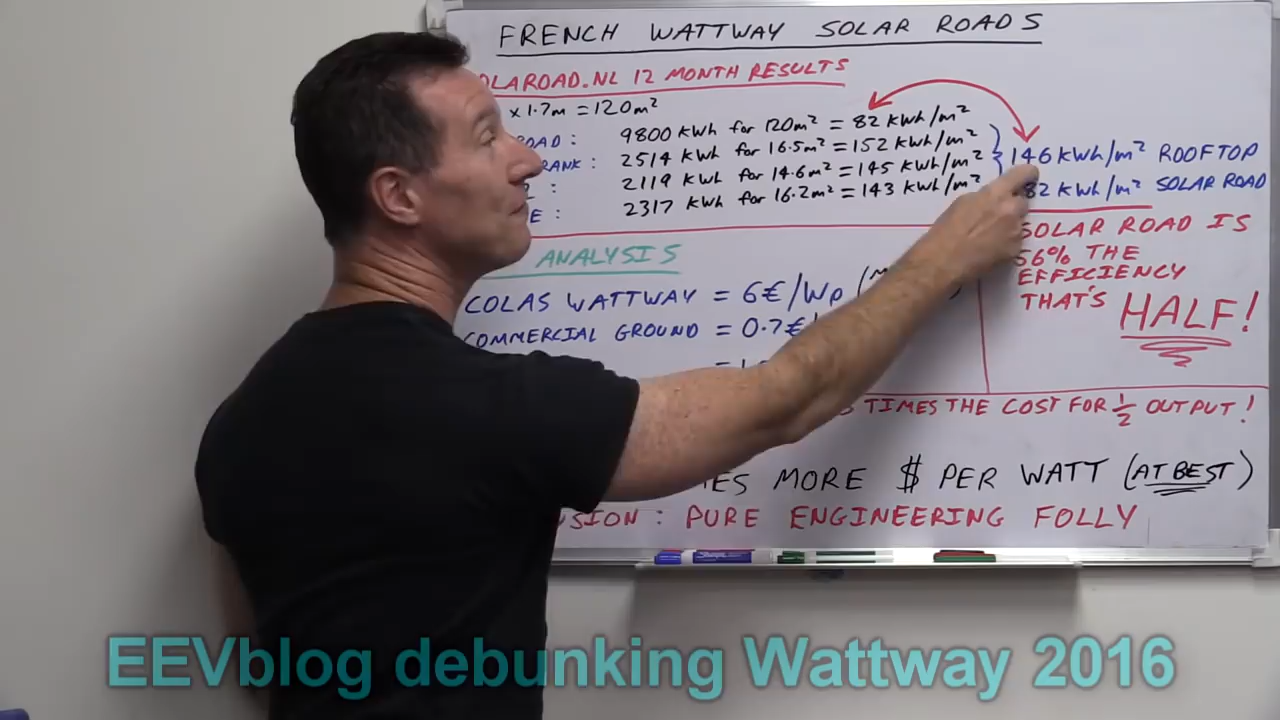 FRENCH WATTWAY SOLAR ROADS
SOLAROAD.NL 12 MONTH RESULTS
x 1.7m = 120m²
ROAD: 9800 kWh for 120m² = 82 kWh/m²
RANK: 2514 kWh for 16.5m² = 152 kWh/m²
: 2119 kWh for 14.6m² = 145 kWh/m²
E: 2317 kWh for 16.2m² = 143 kWh/m²
146 kWh/m² ROOFTOP
82 kWh/m² SOLAR ROAD
SOLAR ROAD IS
56% THE
EFFICIENCY
THAT'S HALF!
ANALYSIS
COLAS WATTWAY = 6€/Wp
COMMERCIAL GROUND = 0.7€
TIMES THE COST FOR ½ OUTPUT!
MORE $ PER WATT (AT BEST)
: PURE ENGINEERING FOLLY
Sharpie
EEVblog debunking Wattway 2016